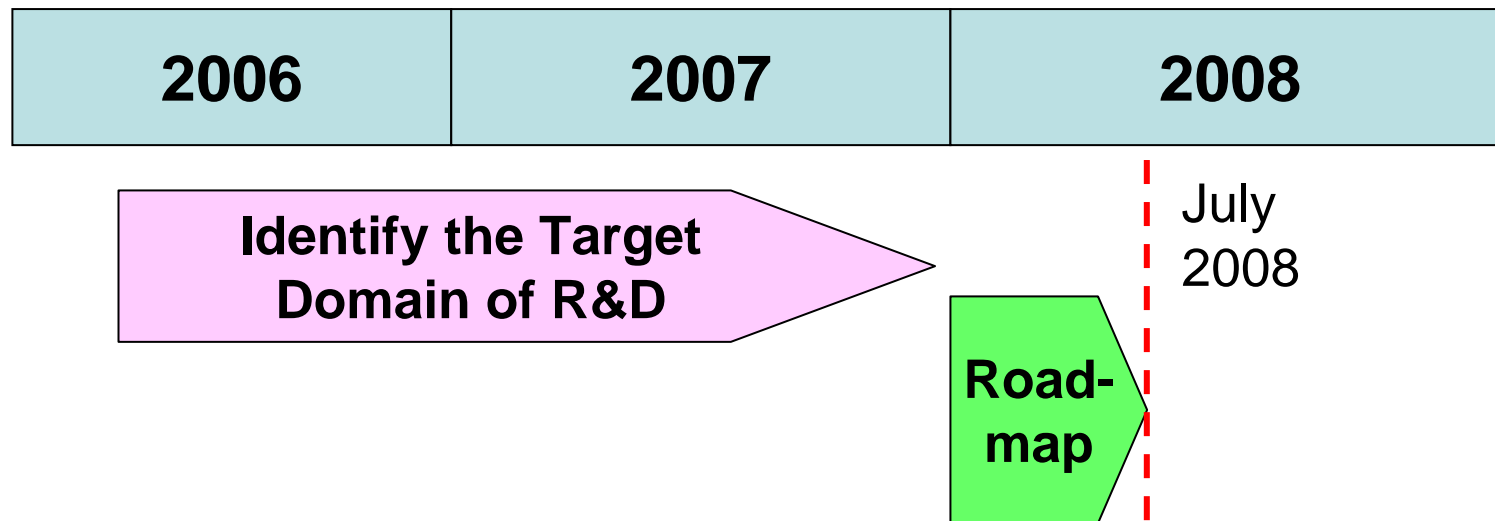 2006 2007 2008
Identify the Target
Domain of R&D
July
2008
Road-
map